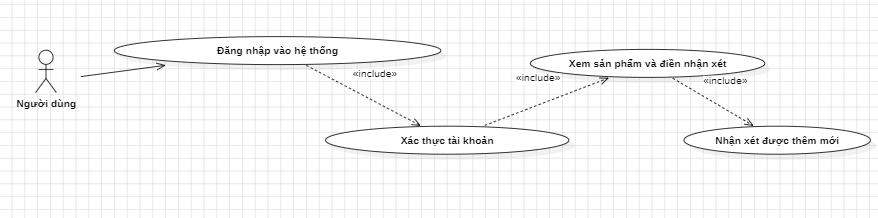 Đăng nhập vào hệ thống
«include»
Xem sản phẩm và điền nhận xét
«include»
«include»
Người dùng
Xác thực tài khoản
Nhận xét được thêm mới